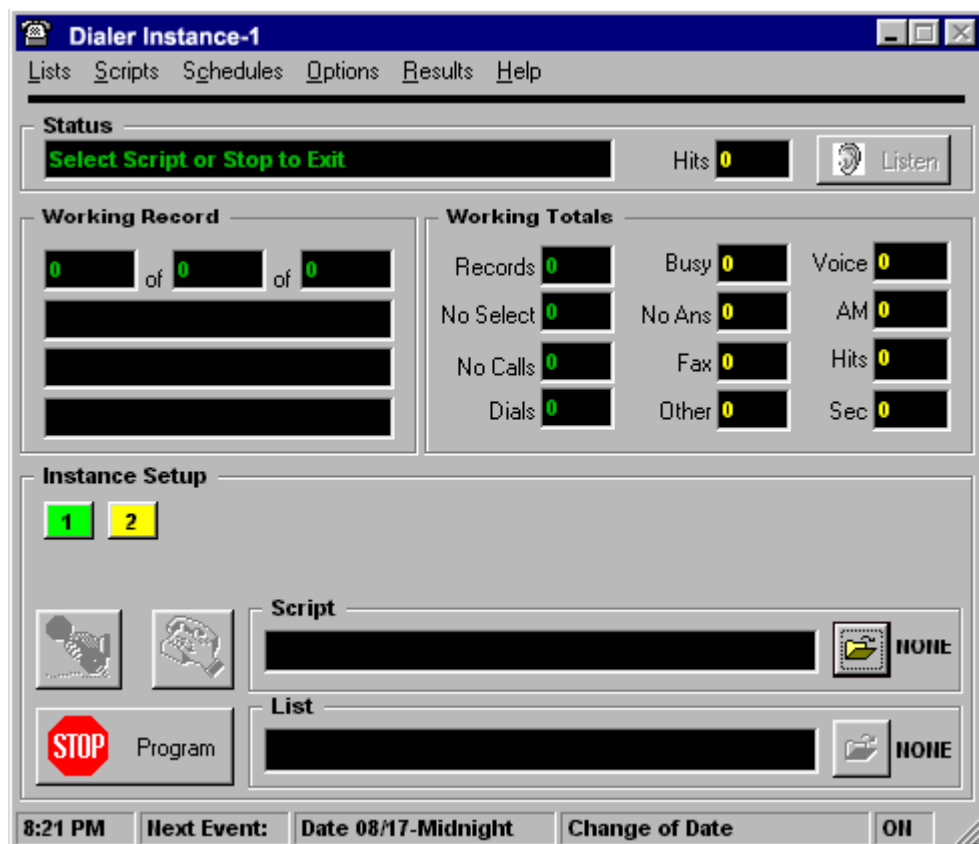 Dialer Instance-1
Lists Scripts Schedules Options Results Help
Status
Select Script or Stop to Exit Hits 0 Listen
Working Record
0 of 0 of 0
Working Totals
Records 0 Busy 0 Voice 0
No Select 0 No Ans 0 AM 0
No Calls 0 Fax 0 Hits 0
Dials 0 Other 0 Sec 0
Instance Setup
1 2
Script
NONE
List
STOP Program NONE
8:21 PM Next Event: Date 08/17-Midnight Change of Date ON